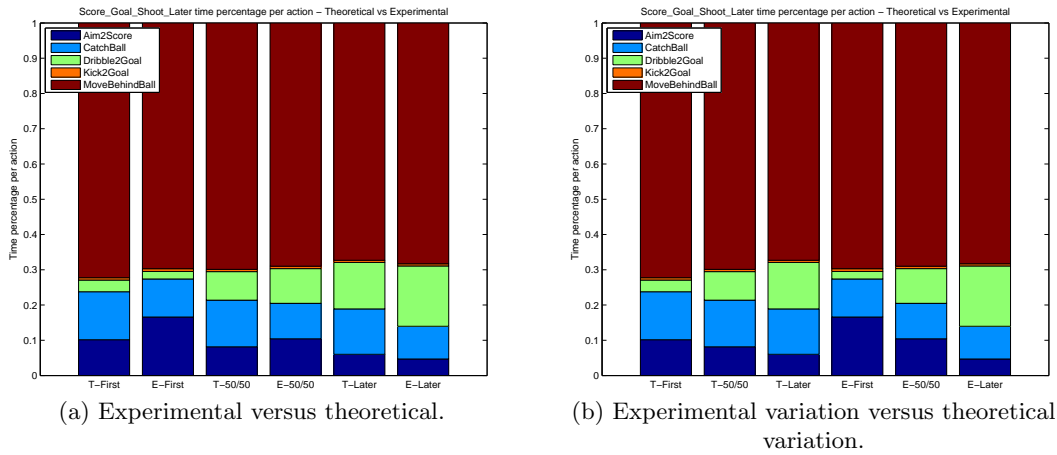 Score_Goal_Shoot_Later time percentage per action – Theoretical vs Experimental
1
0.9
0.8
0.7
0.6
0.5
0.4
0.3
0.2
0.1
0
Time percentage per action
Aim2Score
CatchBall
Dribble2Goal
Kick2Goal
MoveBehindBall
T–First E–First T–50/50 E–50/50 T–Later E–Later
(a) Experimental versus theoretical.
Score_Goal_Shoot_Later time percentage per action – Theoretical vs Experimental
1
0.9
0.8
0.7
0.6
0.5
0.4
0.3
0.2
0.1
0
Time percentage per action
Aim2Score
CatchBall
Dribble2Goal
Kick2Goal
MoveBehindBall
T–First T–50/50 T–Later E–First E–50/50 E–Later
(b) Experimental variation versus theoretical
variation.